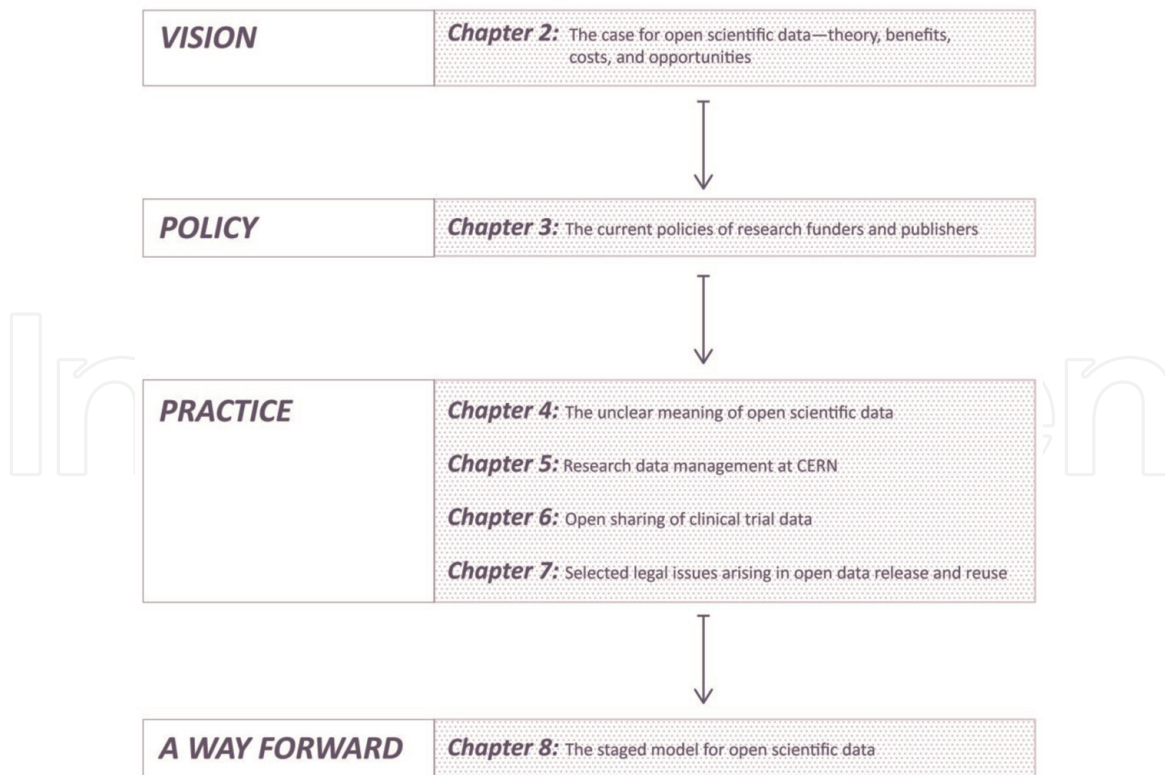 VISION
Chapter 2: The case for open scientific data—theory, benefits,
costs, and opportunities
POLICY
Chapter 3: The current policies of research funders and publishers
PRACTICE
Chapter 4: The unclear meaning of open scientific data
Chapter 5: Research data management at CERN
Chapter 6: Open sharing of clinical trial data
Chapter 7: Selected legal issues arising in open data release and reuse
A WAY FORWARD
Chapter 8: The staged model for open scientific data